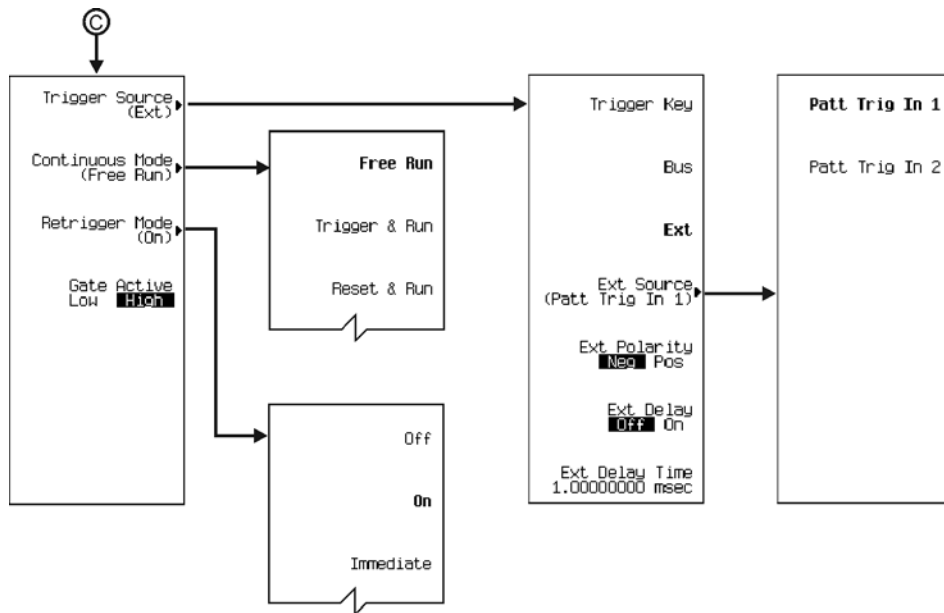 C
Trigger Source
(Ext)
Continuous Mode
(Free Run)
Retrigger Mode
(On)
Gate Active
Low High
Free Run
Trigger & Run
Reset & Run
Off
On
Immediate
Trigger Key
Bus
Ext
Ext Source
(Patt Trig In 1)
Ext Polarity
Neg Pos
Ext Delay
Off On
Ext Delay Time
1.00000000 msec
Patt Trig In 1
Patt Trig In 2